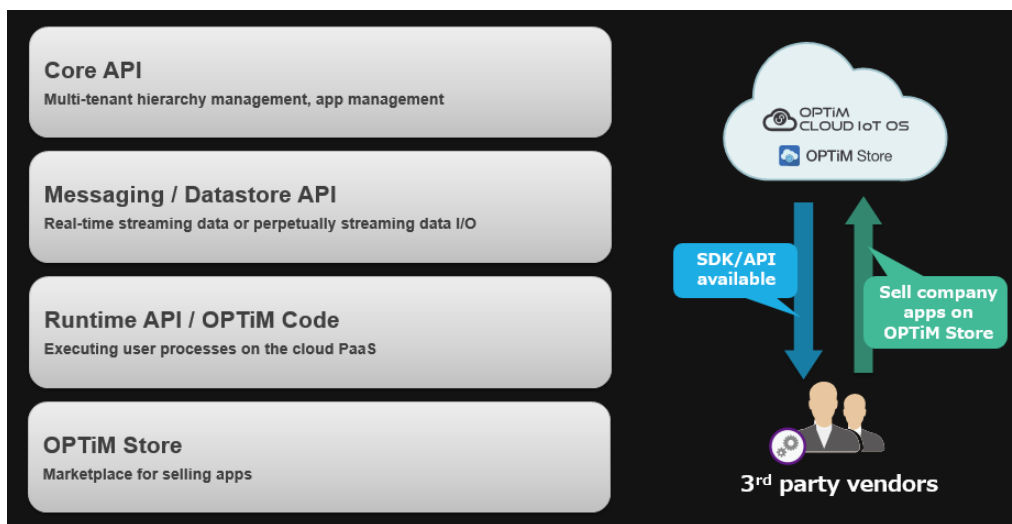 Core API
Multi-tenant hierarchy management, app management
Messaging / Datastore API
Real-time streaming data or perpetually streaming data I/O
Runtime API / OPTiM Code
Executing user processes on the cloud PaaS
OPTiM Store
Marketplace for selling apps
OPTiM
CLOUD IoT OS
OPTiM Store
SDK/API
available
Sell company
apps on
OPTiM Store
3rd party vendors